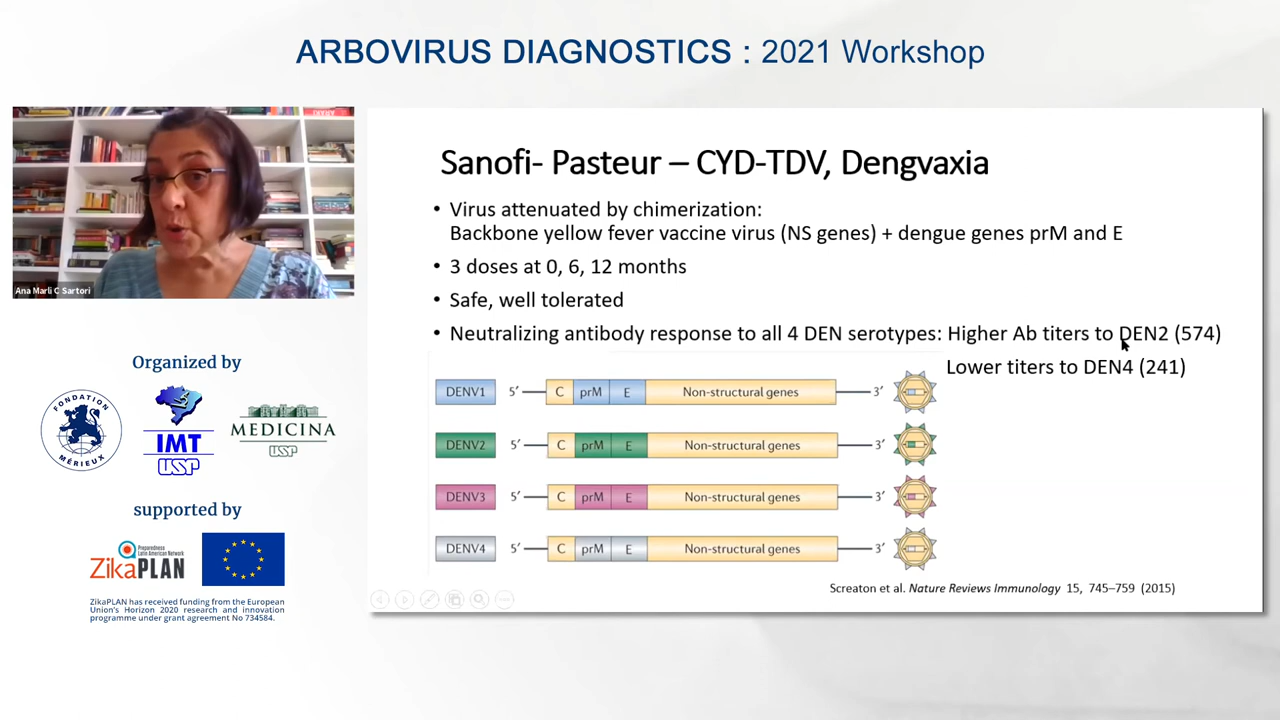 ARBOVIRUS DIAGNOSTICS : 2021 Workshop
Ana Marli C Sartori
Organized by
FONDATION
MÉRIEUX
IMT
USP
MEDICINA
USP
supported by
Preparedness
Latin American Network
ZikaPLAN
ZikaPLAN has received funding from the European
Union's Horizon 2020 research and innovation
programme under grant agreement No 734584.
Sanofi- Pasteur – CYD-TDV, Dengvaxia
• Virus attenuated by chimerization:
Backbone yellow fever vaccine virus (NS genes) + dengue genes prM and E
• 3 doses at 0, 6, 12 months
• Safe, well tolerated
• Neutralizing antibody response to all 4 DEN serotypes: Higher Ab titers to DEN2 (574)
Lower titers to DEN4 (241)
DENV1 5′ C prM E Non-structural genes 3′
DENV2 5′ C prM E Non-structural genes 3′
DENV3 5′ C prM E Non-structural genes 3′
DENV4 5′ C prM E Non-structural genes 3′
Screaton et al. Nature Reviews Immunology 15, 745–759 (2015)